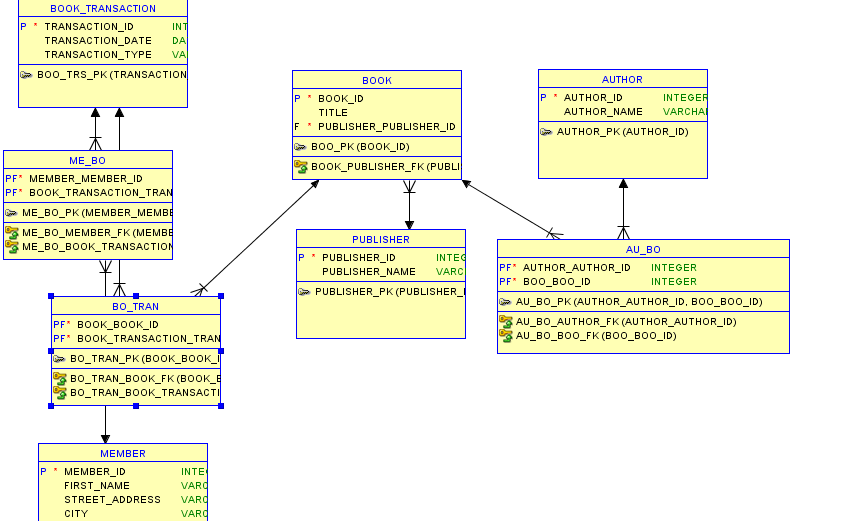 BOOK_TRANSACTION
P * TRANSACTION_ID INT
TRANSACTION_DATE DA
TRANSACTION_TYPE VA
BOO_TRS_PK (TRANSACTION
ME_BO
PF* MEMBER_MEMBER_ID
PF* BOOK_TRANSACTION_TRAN
ME_BO_PK (MEMBER_MEMBE
ME_BO_MEMBER_FK (MEMBE
ME_BO_BOOK_TRANSACTION
BO_TRAN
PF* BOOK_BOOK_ID
PF* BOOK_TRANSACTION_TRAN
BO_TRAN_PK (BOOK_BOOK_I
BO_TRAN_BOOK_FK (BOOK_B
BO_TRAN_BOOK_TRANSACTI
MEMBER
P * MEMBER_ID INTE
FIRST_NAME VARC
STREET_ADDRESS VARC
CITY VARC
BOOK
P * BOOK_ID
TITLE
F * PUBLISHER_PUBLISHER_ID
BOO_PK (BOOK_ID)
BOOK_PUBLISHER_FK (PUBLI
PUBLISHER
P * PUBLISHER_ID INTEG
PUBLISHER_NAME VARC
PUBLISHER_PK (PUBLISHER_I
AUTHOR
P * AUTHOR_ID INTEGER
AUTHOR_NAME VARCHA
AUTHOR_PK (AUTHOR_ID)
AU_BO
PF* AUTHOR_AUTHOR_ID INTEGER
PF* BOO_BOO_ID INTEGER
AU_BO_PK (AUTHOR_AUTHOR_ID, BOO_BOO_ID)
AU_BO_AUTHOR_FK (AUTHOR_AUTHOR_ID)
AU_BO_BOO_FK (BOO_BOO_ID)